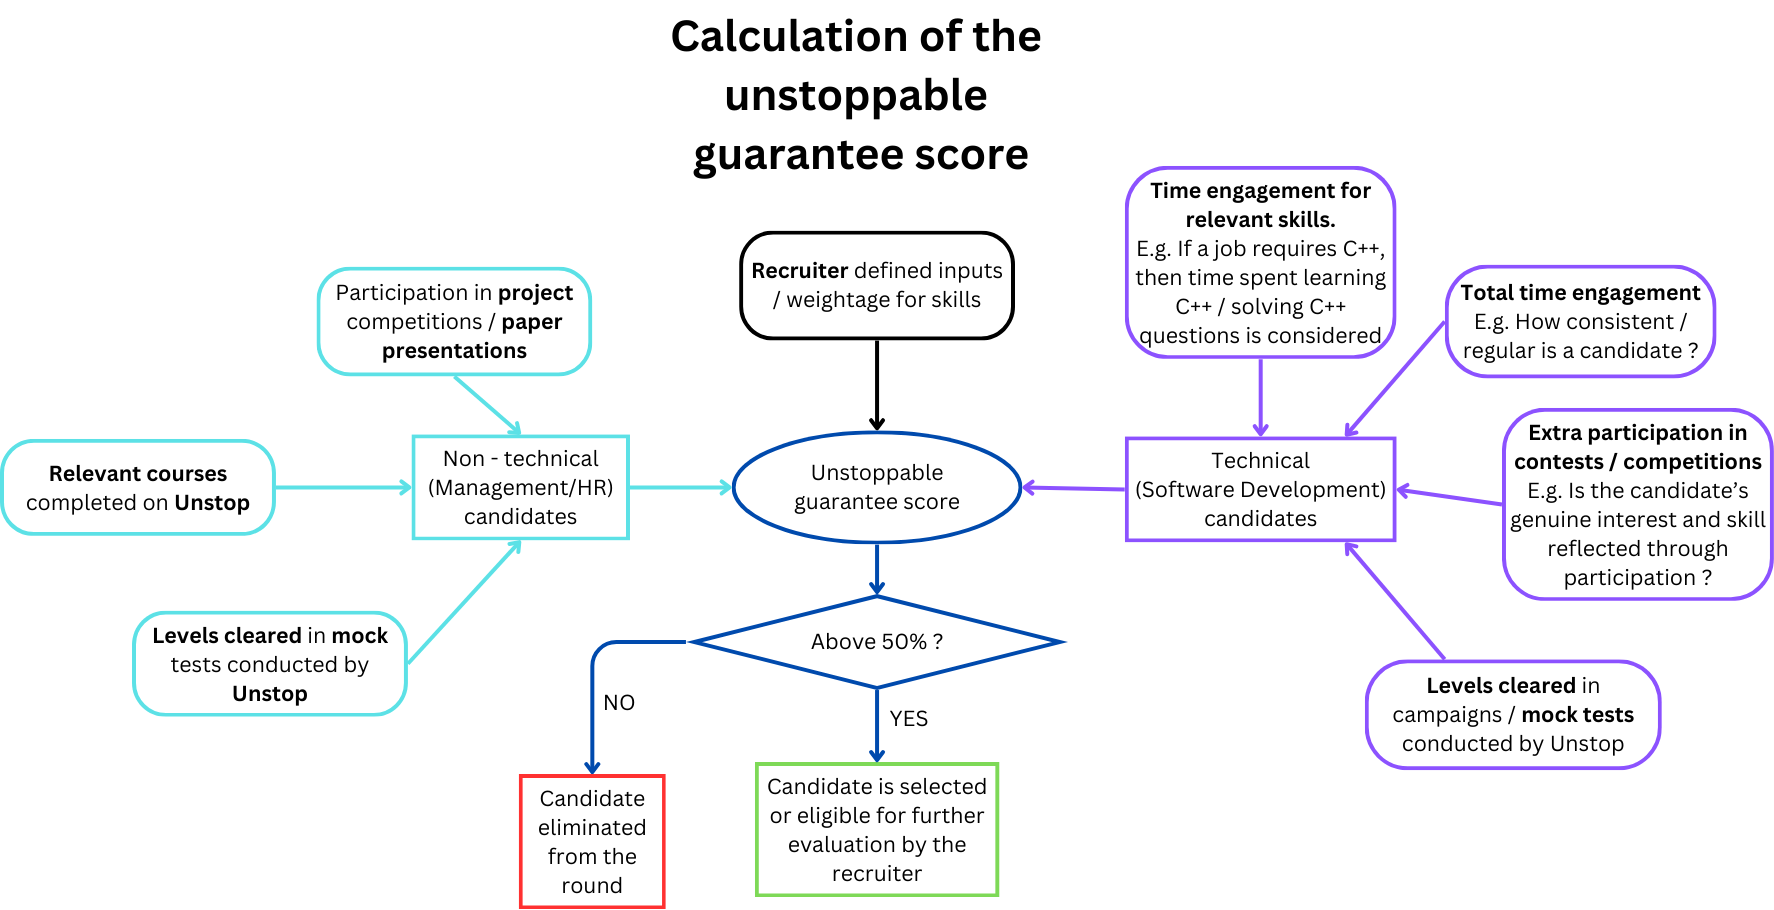 Calculation of the
unstoppable
guarantee score
Participation in project
competitions / paper
presentations
Relevant courses
completed on Unstop
Levels cleared in mock
tests conducted by
Unstop
Non - technical
(Management/HR)
candidates
Recruiter defined inputs
/ weightage for skills
Unstoppable
guarantee score
Above 50% ?
NO
YES
Candidate
eliminated
from the
round
Candidate is selected
or eligible for further
evaluation by the
recruiter
Time engagement for
relevant skills.
E.g. If a job requires C++,
then time spent learning
C++ / solving C++
questions is considered
Total time engagement
E.g. How consistent /
regular is a candidate ?
Technical
(Software Development)
candidates
Extra participation in
contests / competitions
E.g. Is the candidate’s
genuine interest and skill
reflected through
participation ?
Levels cleared in
campaigns / mock tests
conducted by Unstop